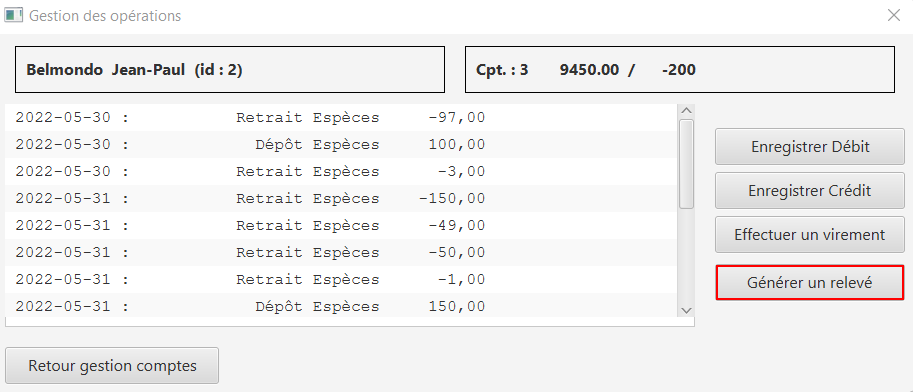 Gestion des opérations
Belmondo Jean-Paul (id : 2)
Cpt. : 3 9450.00 / -200
2022-05-30 : Retrait Espèces -97,00
2022-05-30 : Dépôt Espèces 100,00
2022-05-30 : Retrait Espèces -3,00
2022-05-31 : Retrait Espèces -150,00
2022-05-31 : Retrait Espèces -49,00
2022-05-31 : Retrait Espèces -50,00
2022-05-31 : Retrait Espèces -1,00
2022-05-31 : Dépôt Espèces 150,00
Enregistrer Débit
Enregistrer Crédit
Effectuer un virement
Générer un relevé
Retour gestion comptes